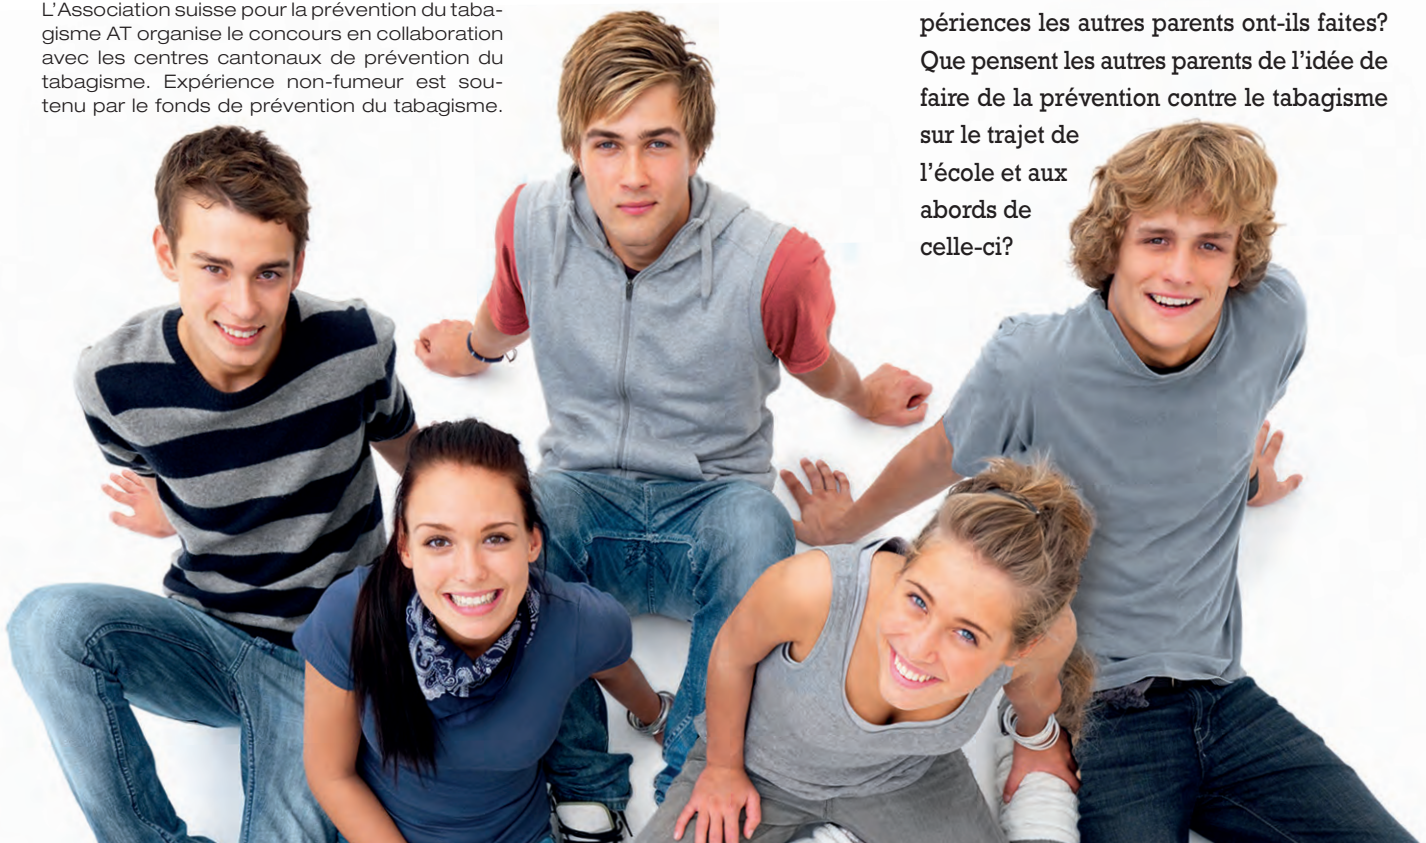 L’Association suisse pour la prévention du taba-
gisme AT organise le concours en collaboration
avec les centres cantonaux de prévention du
tabagisme. Expérience non-fumeur est sou-
tenu par le fonds de prévention du tabagisme.
périences les autres parents ont-ils faites?
Que pensent les autres parents de l’idée de
faire de la prévention contre le tabagisme
sur le trajet de
l’école et aux
abords de
celle-ci?